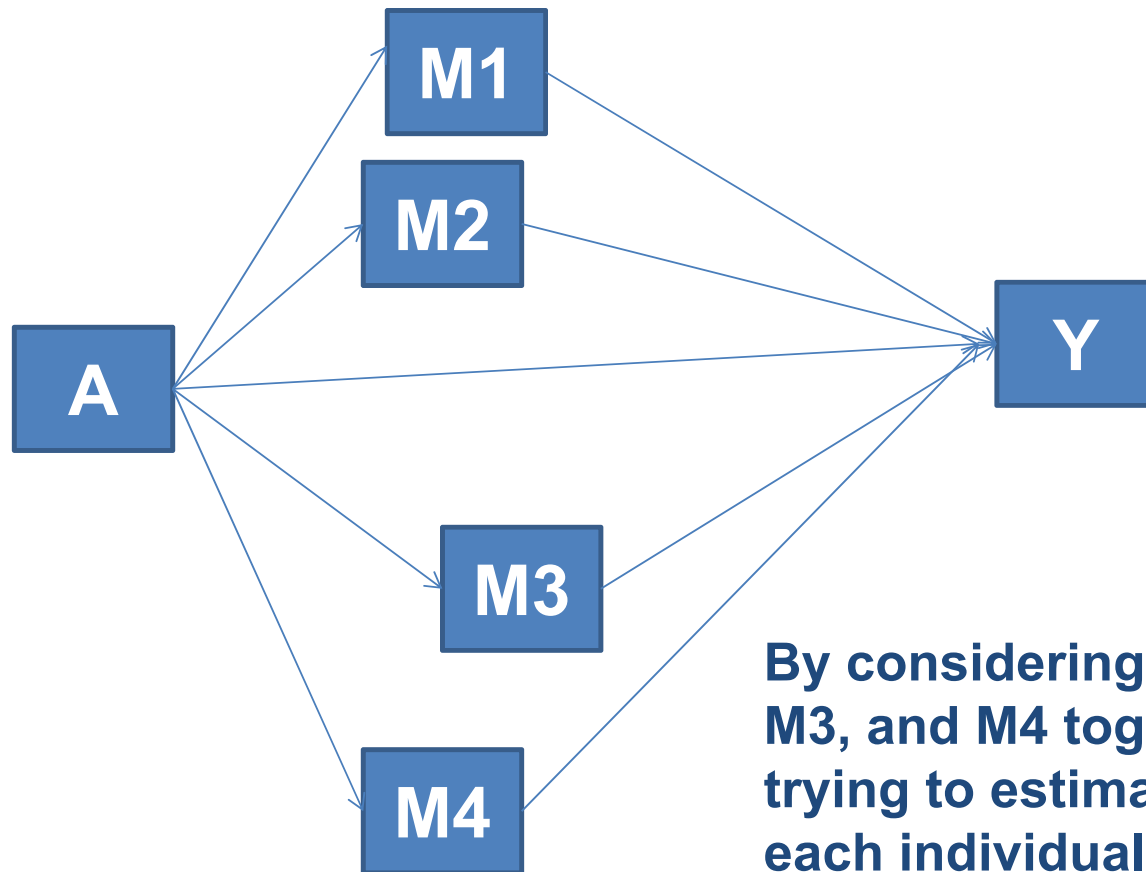 M1
M2
A
Y
M3
M4
By considering
M3, and M4 tog
trying to estima
each individual